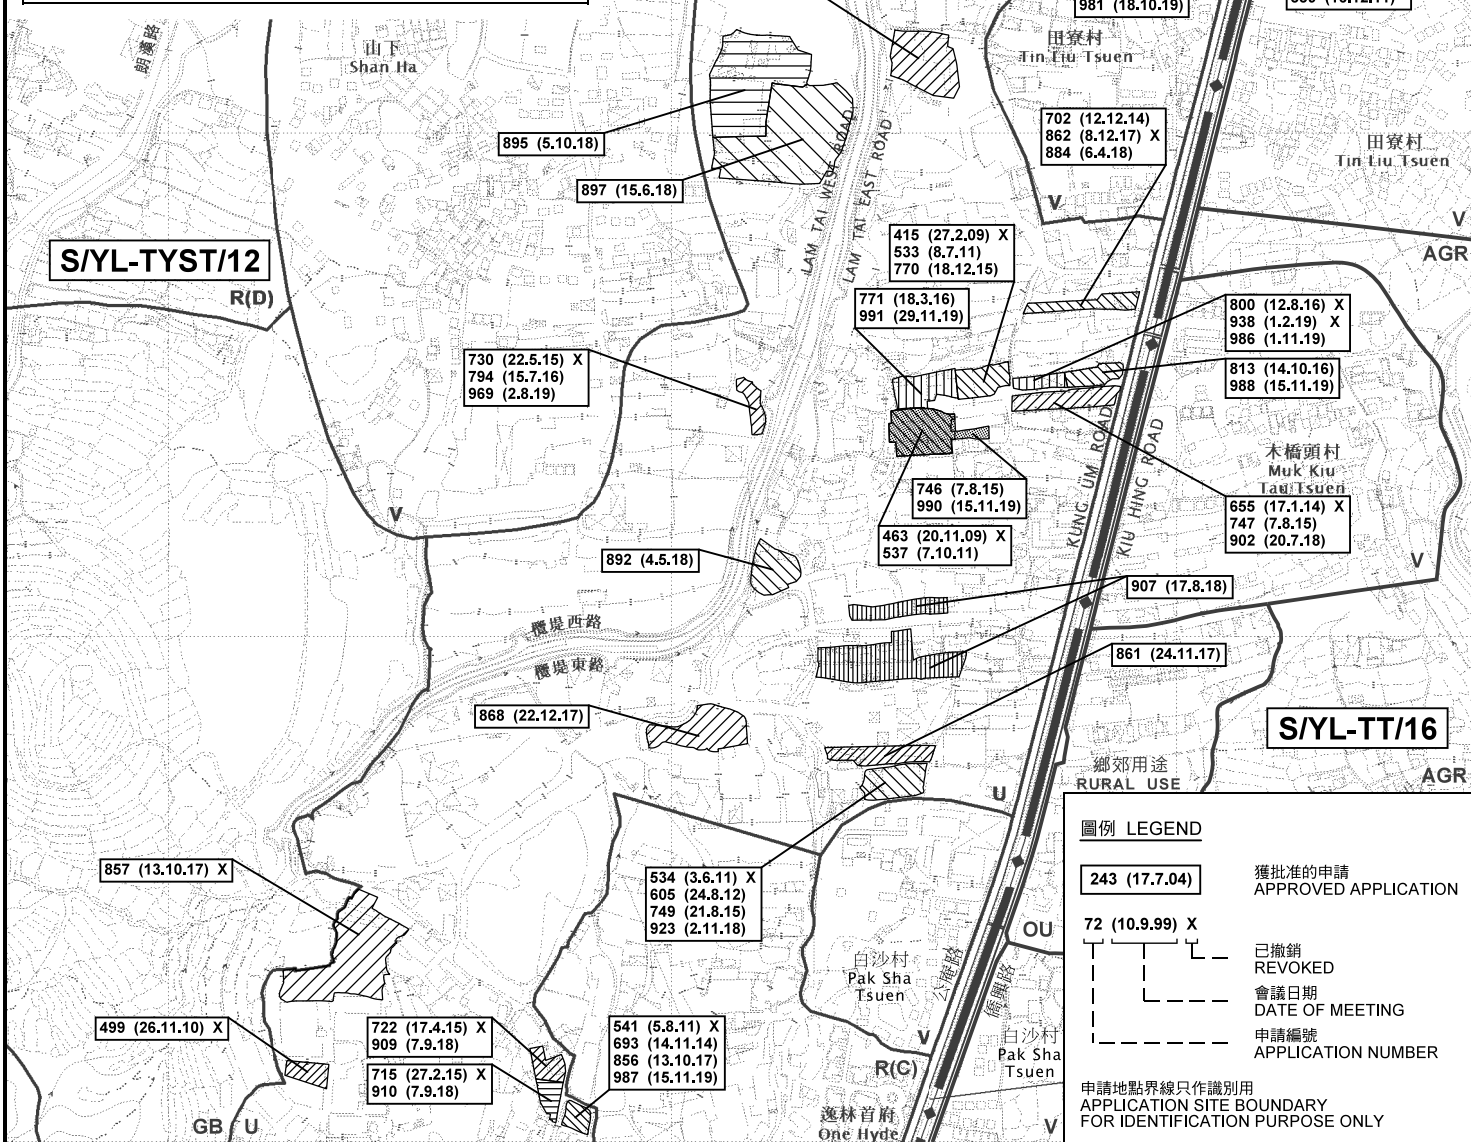 981 (18.10.19)
朗漢路
山下
Shan Ha
田寮村
Tin Liu Tsuen
702 (12.12.14)
862 (8.12.17) X
884 (6.4.18)
田寮村
Tin Liu Tsuen
895 (5.10.18)
897 (15.6.18)
LAM TAI WEST ROAD
LAM TAI EAST ROAD
V
V
AGR
S/YL-TYST/12
R(D)
415 (27.2.09) X
533 (8.7.11)
770 (18.12.15)
771 (18.3.16)
991 (29.11.19)
800 (12.8.16) X
938 (1.2.19) X
986 (1.11.19)
730 (22.5.15) X
794 (15.7.16)
969 (2.8.19)
813 (14.10.16)
988 (15.11.19)
KUNG UM ROAD
KIU HING ROAD
木橋頭村
Muk Kiu
Tau Tsuen
746 (7.8.15)
990 (15.11.19)
655 (17.1.14) X
747 (7.8.15)
902 (20.7.18)
V
463 (20.11.09) X
537 (7.10.11)
892 (4.5.18)
V
907 (17.8.18)
欖堤西路
欖堤東路
861 (24.11.17)
868 (22.12.17)
S/YL-TT/16
鄉郊用途
RURAL USE
AGR
U
857 (13.10.17) X
534 (3.6.11) X
605 (24.8.12)
749 (21.8.15)
923 (2.11.18)
白沙村
Pak Sha
Tsuen
公庵路
僑興路
OU
499 (26.11.10) X
722 (17.4.15) X
909 (7.9.18)
715 (27.2.15) X
910 (7.9.18)
541 (5.8.11) X
693 (14.11.14)
856 (13.10.17)
987 (15.11.19)
V
R(C)
白沙村
Pak Sha
Tsuen
GB
U
逸林首府
One Hyde
V
圖例 LEGEND
243 (17.7.04)
獲批准的申請
APPROVED APPLICATION
72 (10.9.99) X
已撤銷
REVOKED
會議日期
DATE OF MEETING
申請編號
APPLICATION NUMBER
申請地點界線只作識別用
APPLICATION SITE BOUNDARY
FOR IDENTIFICATION PURPOSE ONLY